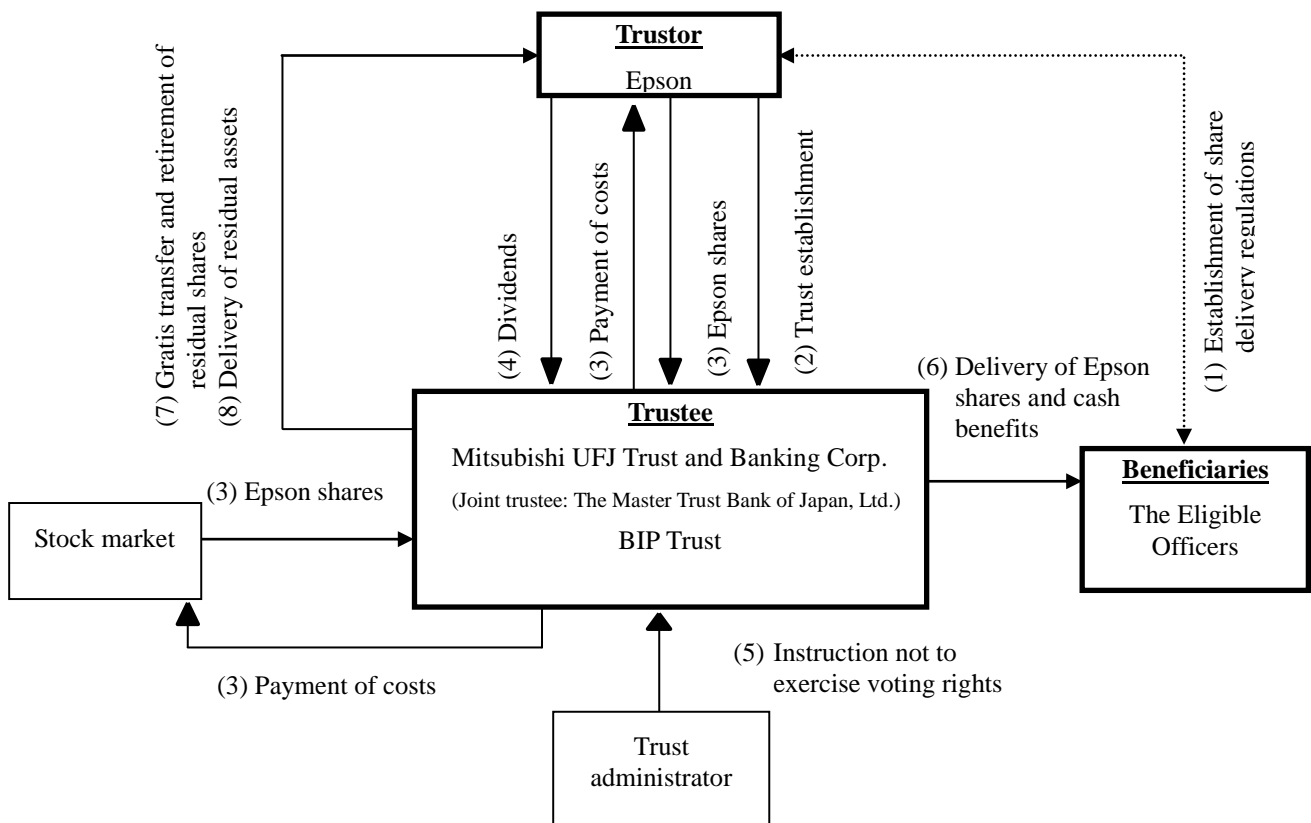 Trustor
Epson
(7) Gratis transfer and retirement of
residual shares
(8) Delivery of residual assets
(4) Dividends
(3) Payment of costs
(3) Epson shares
(2) Trust establishment
(1) Establishment of share
delivery regulations
(6) Delivery of Epson
shares and cash
benefits
Trustee
Mitsubishi UFJ Trust and Banking Corp.
(Joint trustee: The Master Trust Bank of Japan, Ltd.)
BIP Trust
Beneficiaries
The Eligible
Officers
(3) Epson shares
Stock market
(3) Payment of costs
(5) Instruction not to
exercise voting rights
Trust
administrator